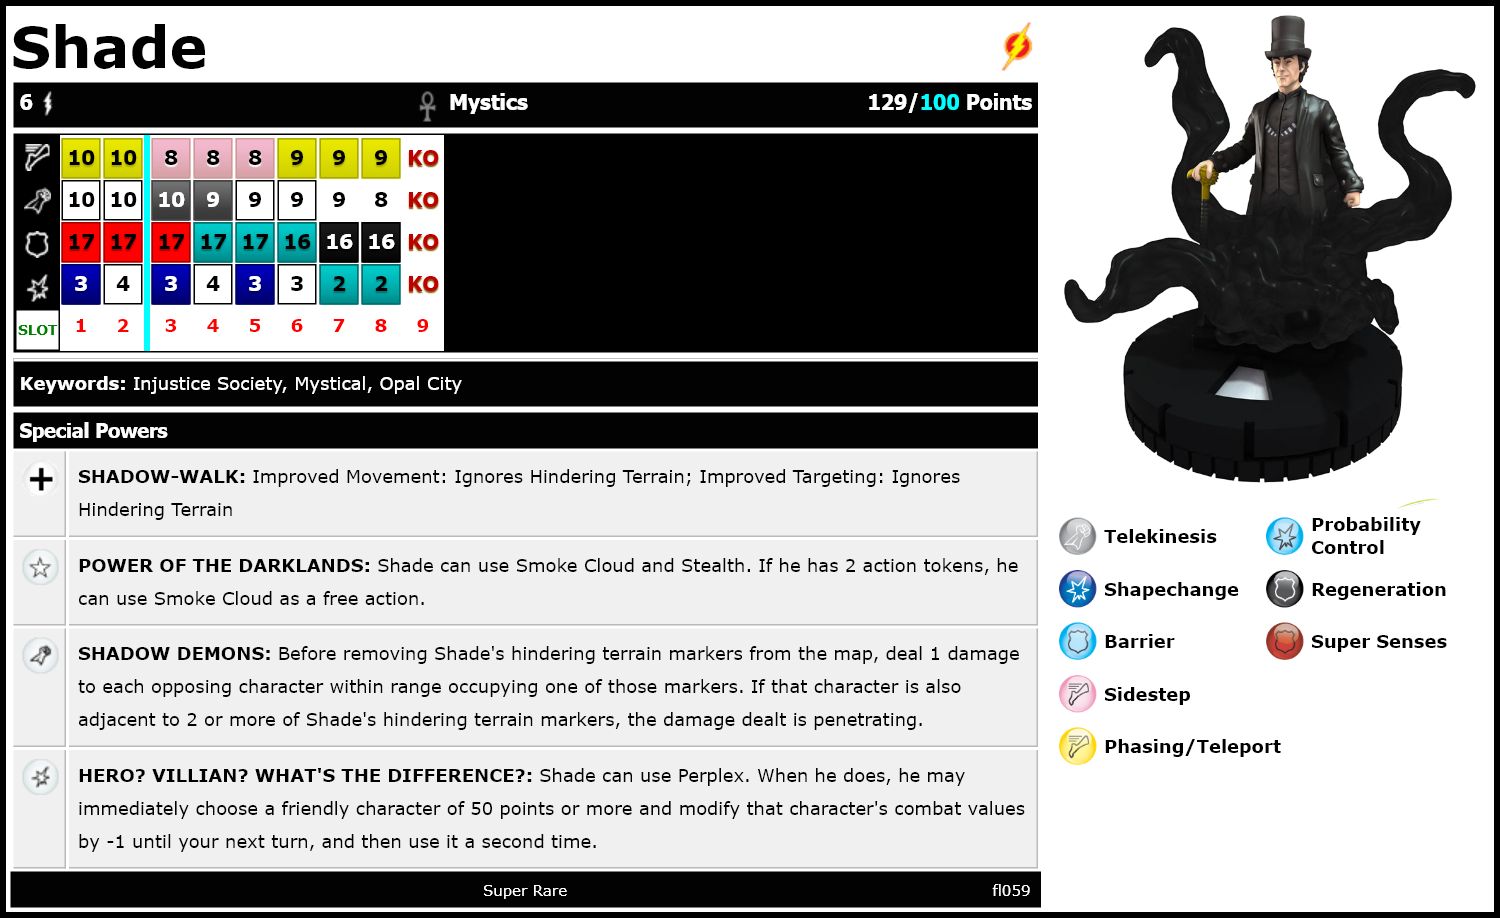 Shade
6 Mystics 129/100 Points
10 10 8 8 8 9 9 9 KO
10 10 10 9 9 9 9 8 KO
17 17 17 17 17 16 16 16 KO
3 4 3 4 3 3 2 2 KO
SLOT 1 2 3 4 5 6 7 8 9
Keywords: Injustice Society, Mystical, Opal City
Special Powers
SHADOW-WALK: Improved Movement: Ignores Hindering Terrain; Improved Targeting: Ignores
Hindering Terrain
POWER OF THE DARKLANDS: Shade can use Smoke Cloud and Stealth. If he has 2 action tokens, he
can use Smoke Cloud as a free action.
SHADOW DEMONS: Before removing Shade's hindering terrain markers from the map, deal 1 damage
to each opposing character within range occupying one of those markers. If that character is also
adjacent to 2 or more of Shade's hindering terrain markers, the damage dealt is penetrating.
HERO? VILLIAN? WHAT'S THE DIFFERENCE?: Shade can use Perplex. When he does, he may
immediately choose a friendly character of 50 points or more and modify that character's combat values
by -1 until your next turn, and then use it a second time.
Super Rare fl059
Telekinesis
Probability
Control
Shapechange
Regeneration
Barrier
Super Senses
Sidestep
Phasing/Teleport